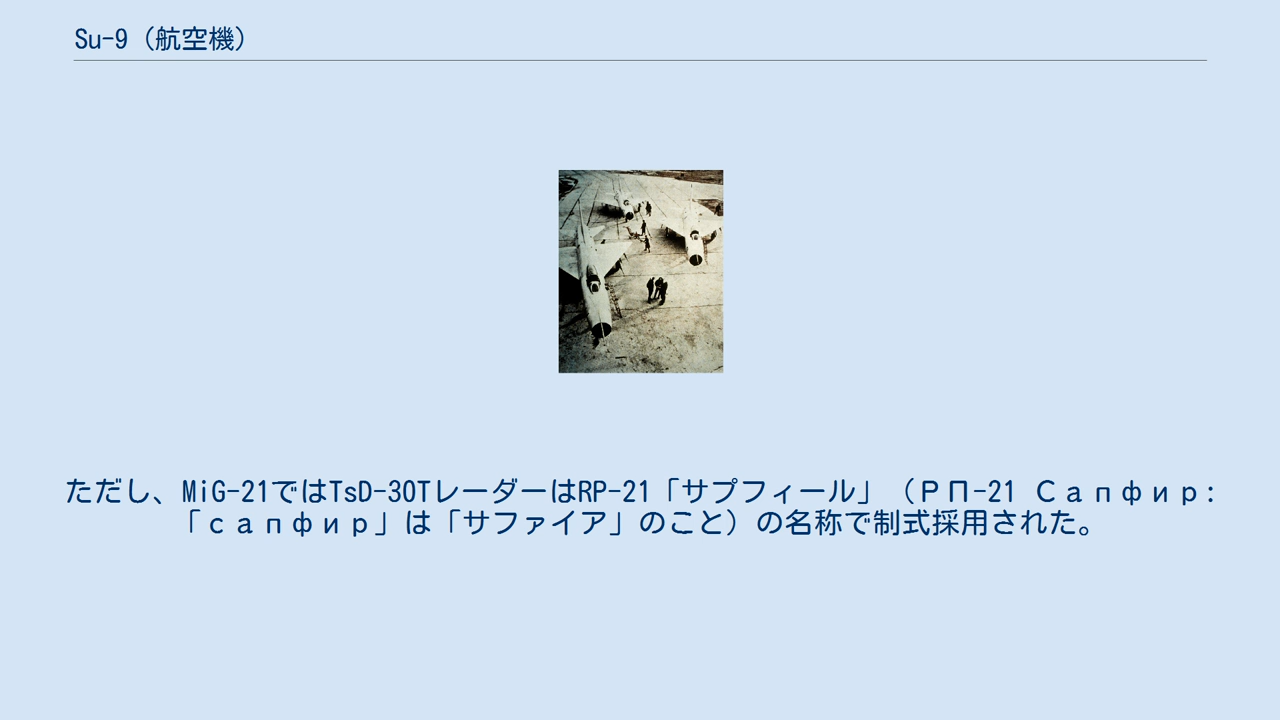 Su-9（航空機）
ただし、MiG-21ではTsD-30TレーダーはRP-21「サプフィール」（РП-21 Сапфир:
「сапфир」は「サファイア」のこと）の名称で制式採用された。